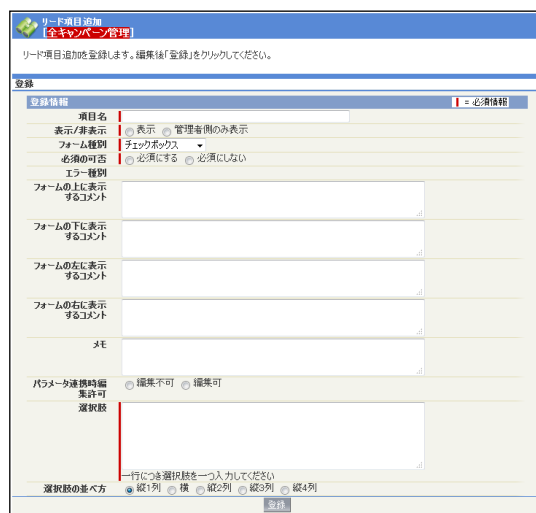 リード項目追加
[全キャンペーン管理]
リード項目追加を登録します。編集後「登録」をクリックしてください。
登録
登録情報
= 必須情報
項目名
表示/非表示 表示 管理者側のみ表示
フォーム種別 チェックボックス
必須の可否 必須にする 必須にしない
エラー種別
フォームの上に表示
するコメント
フォームの下に表示
するコメント
フォームの左に表示
するコメント
フォームの右に表示
するコメント
メモ
パラメータ連携時編
集許可
編集不可 編集可
選択肢
一行につき選択肢を一つ入力してください
選択肢の並べ方 縦1列 横 縦2列 縦3列 縦4列
登録